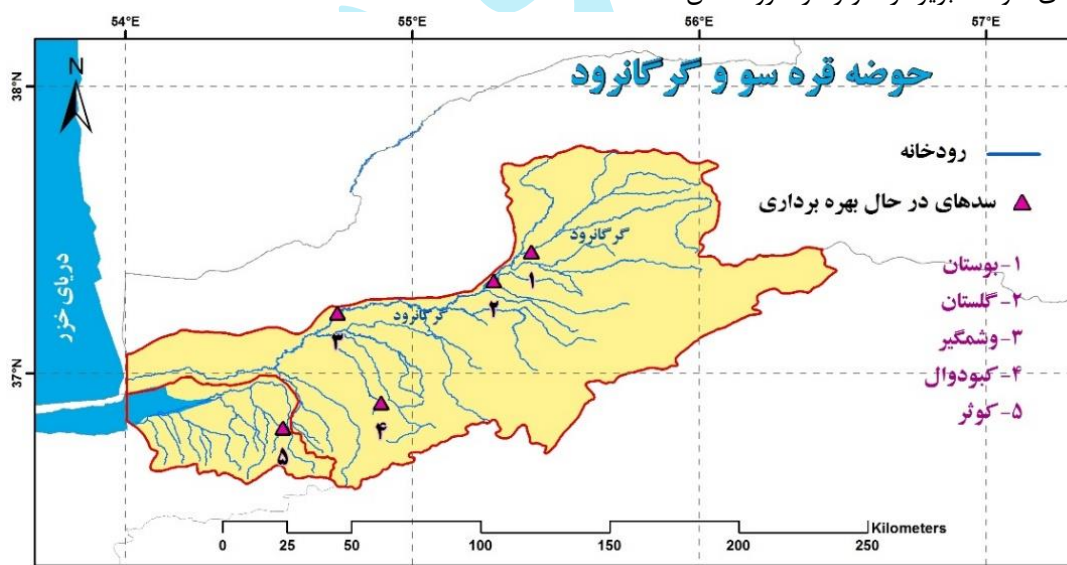 54°E
55°E
56°E
57°E
38°N
37°N
N
حوضه قره سو و گرگانرود
رودخانه
سدهای در حال بهره برداری
۱-بوستان
۲- گلستان
۳-وشمگیر
۴- کبودوال
۵- کوثر
دریای خزر
گرگانرود
۱
۲
گرگانرود
۳
۴
۵
Kilometers
0 25 50 100 150 200 250